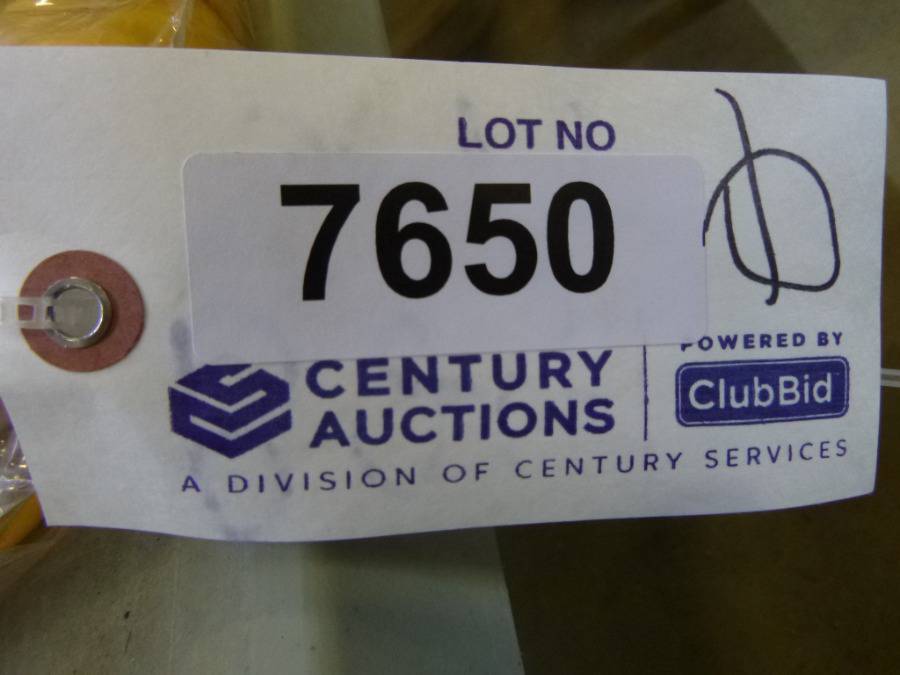 LOT NO
7650
CENTURY
AUCTIONS
POWERED BY
ClubBid
A DIVISION OF CENTURY SERVICES